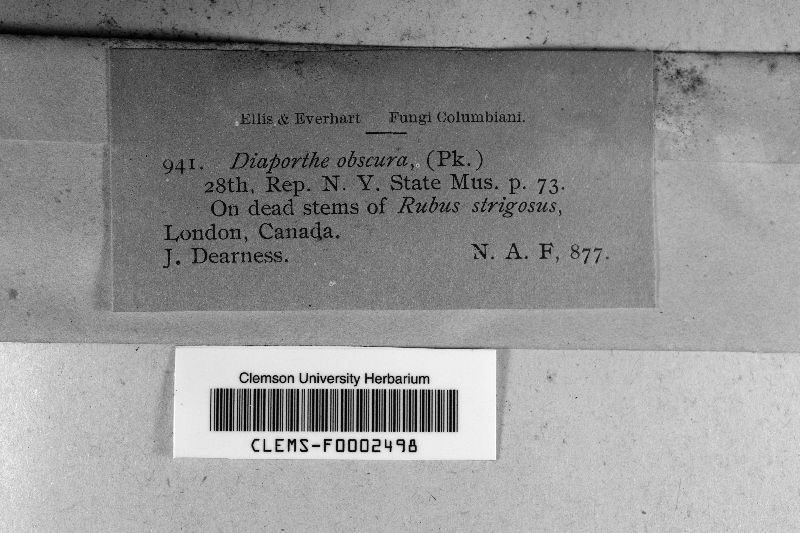 Ellis & Everhart Fungi Columbiani.
941. Diaporthe obscura, (Pk.)
28th, Rep. N. Y. State Mus. p. 73.
On dead stems of Rubus strigosus,
London, Canada.
J. Dearness. N. A. F, 877.
Clemson University Herbarium
CLEMS-F0002498